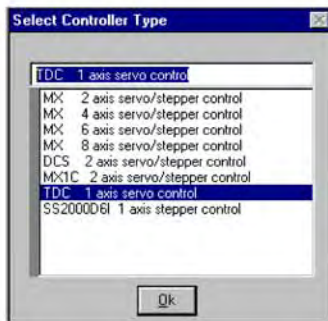 Select Controller Type
TDC 1 axis servo control
MX 2 axis servo/stepper control
MX 4 axis servo/stepper control
MX 6 axis servo/stepper control
MX 8 axis servo/stepper control
DCS 2 axis servo/stepper control
MX1C 2 axis servo/stepper control
TDC 1 axis servo control
SS2000D6I 1 axis stepper control
Ok